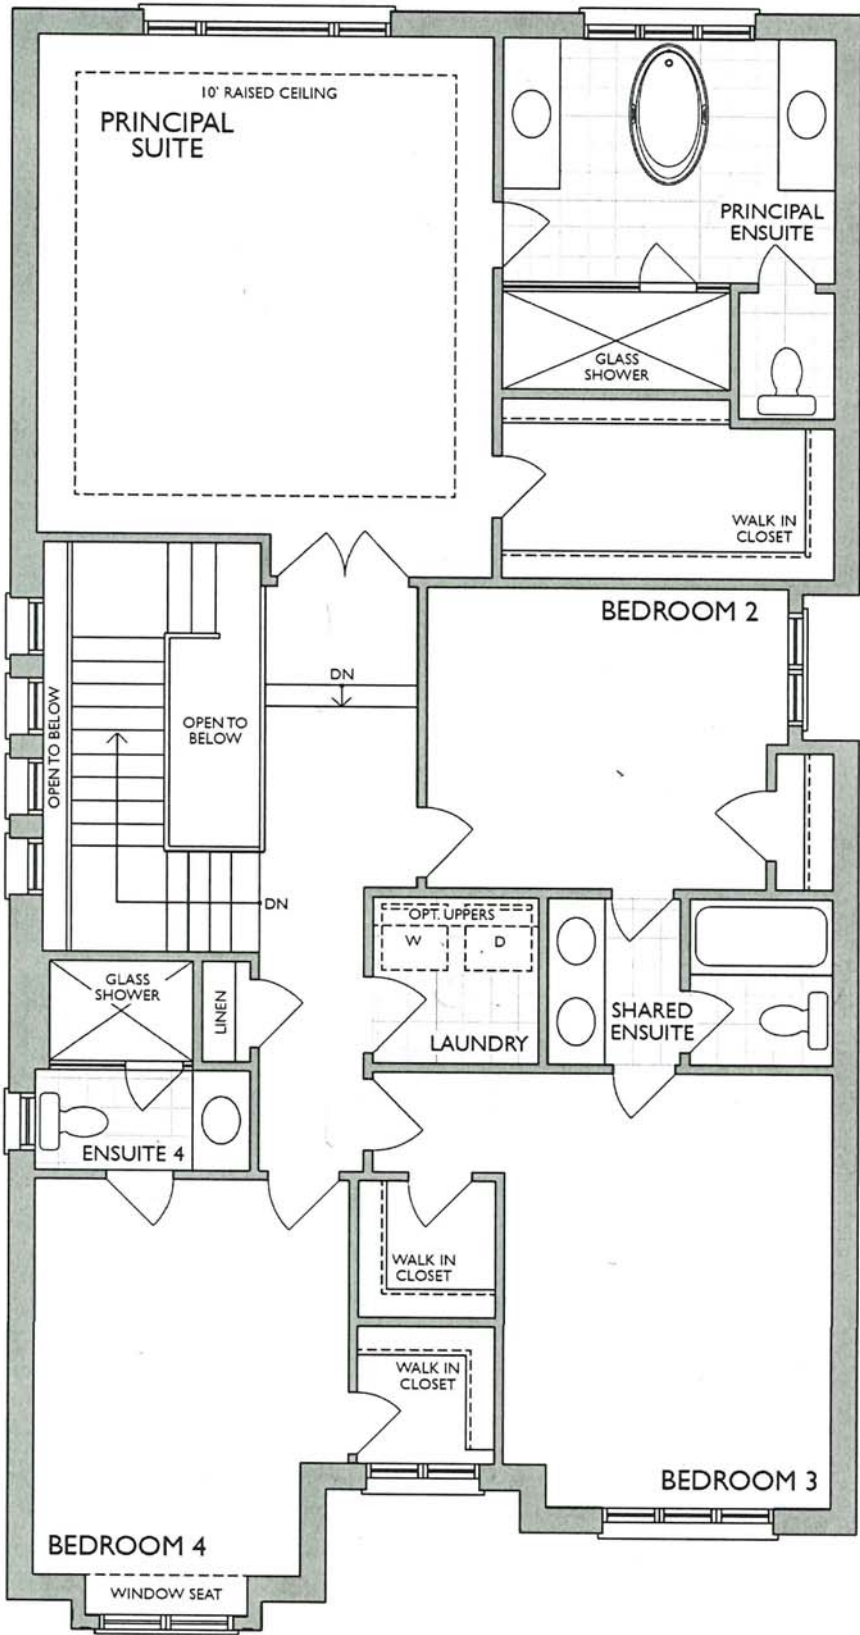 10' RAISED CEILING
PRINCIPAL
SUITE
PRINCIPAL
ENSUITE
GLASS
SHOWER
WALK IN
CLOSET
BEDROOM 2
DN
OPEN TO BELOW
OPEN TO
BELOW
DN
OPT. UPPERS
W
D
GLASS
SHOWER
LINEN
LAUNDRY
SHARED
ENSUITE
ENSUITE 4
WALK IN
CLOSET
WALK IN
CLOSET
BEDROOM 3
BEDROOM 4
WINDOW SEAT